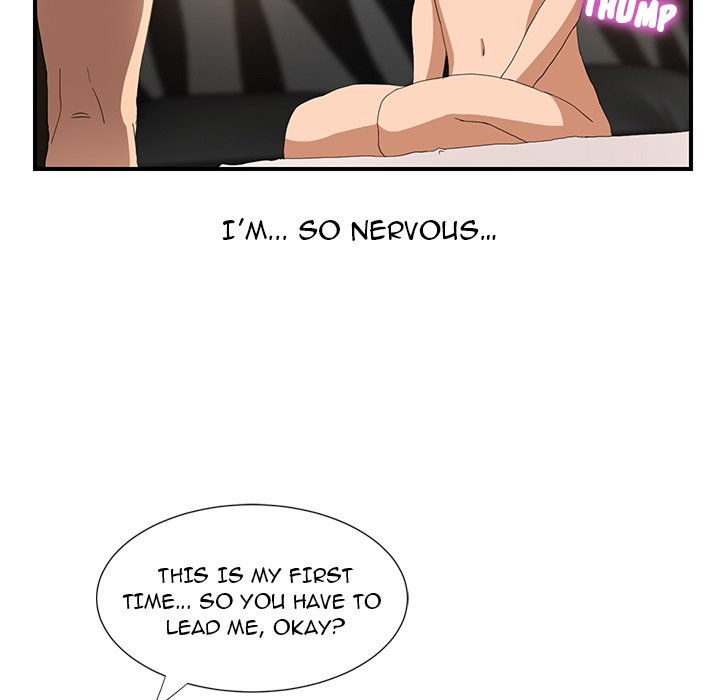 THUMP
I'M... SO NERVOUS...
THIS IS MY FIRST
TIME... SO YOU HAVE TO
LEAD ME, OKAY?